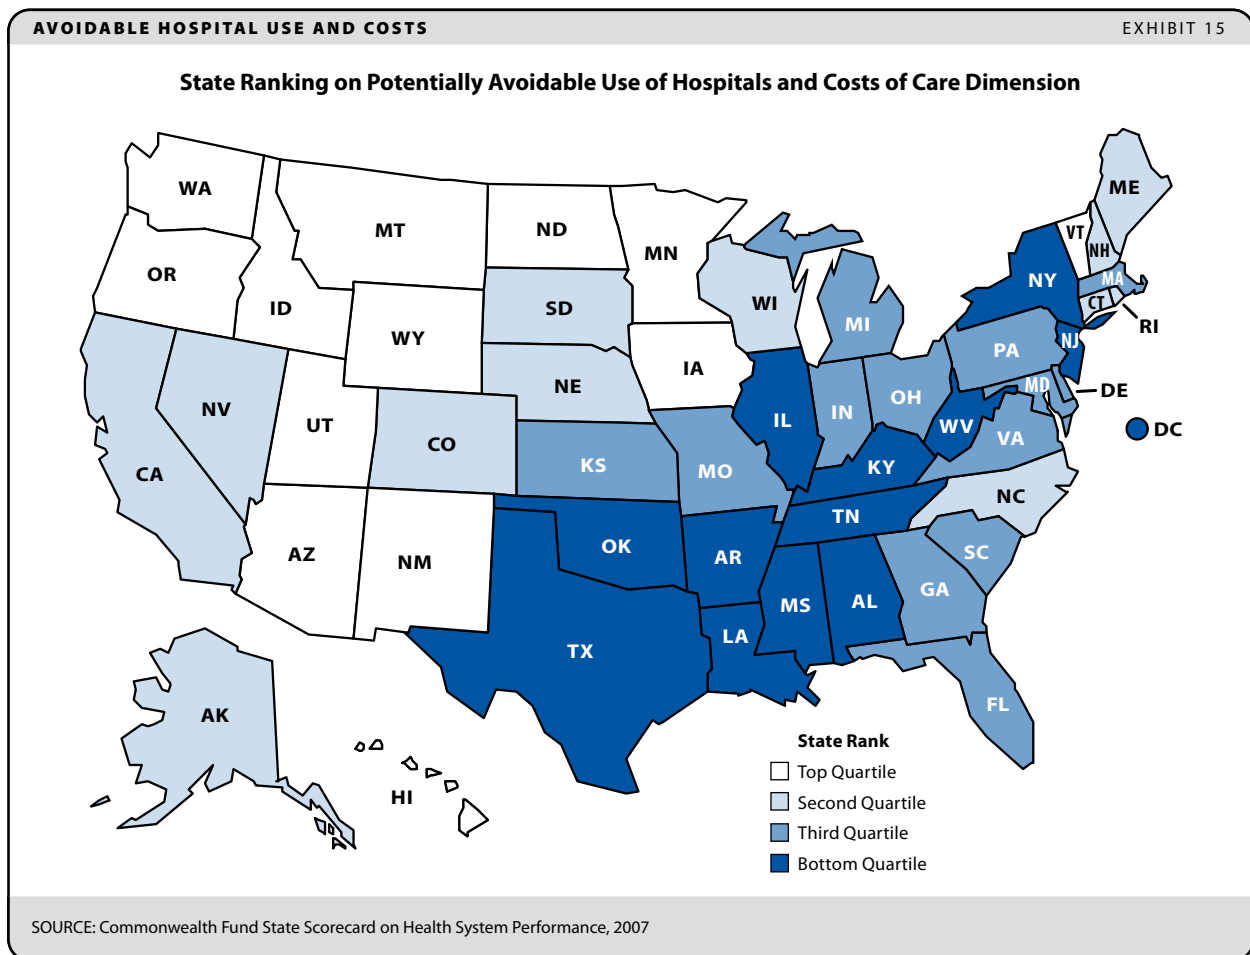 AVOIDABLE HOSPITAL USE AND COSTS
EXHIBIT 15
State Ranking on Potentially Avoidable Use of Hospitals and Costs of Care Dimension
WA
MT
ND
MN
OR
ID
WY
SD
WI
MI
NY
VT
NH
ME
MA
CT
RI
NV
UT
CO
NE
IA
IL
IN
OH
PA
NJ
MD
DE
DC
CA
KS
MO
KY
WV
VA
AZ
NM
OK
AR
TN
NC
SC
TX
LA
MS
AL
GA
FL
AK
HI
State Rank
Top Quartile
Second Quartile
Third Quartile
Bottom Quartile
SOURCE: Commonwealth Fund State Scorecard on Health System Performance, 2007